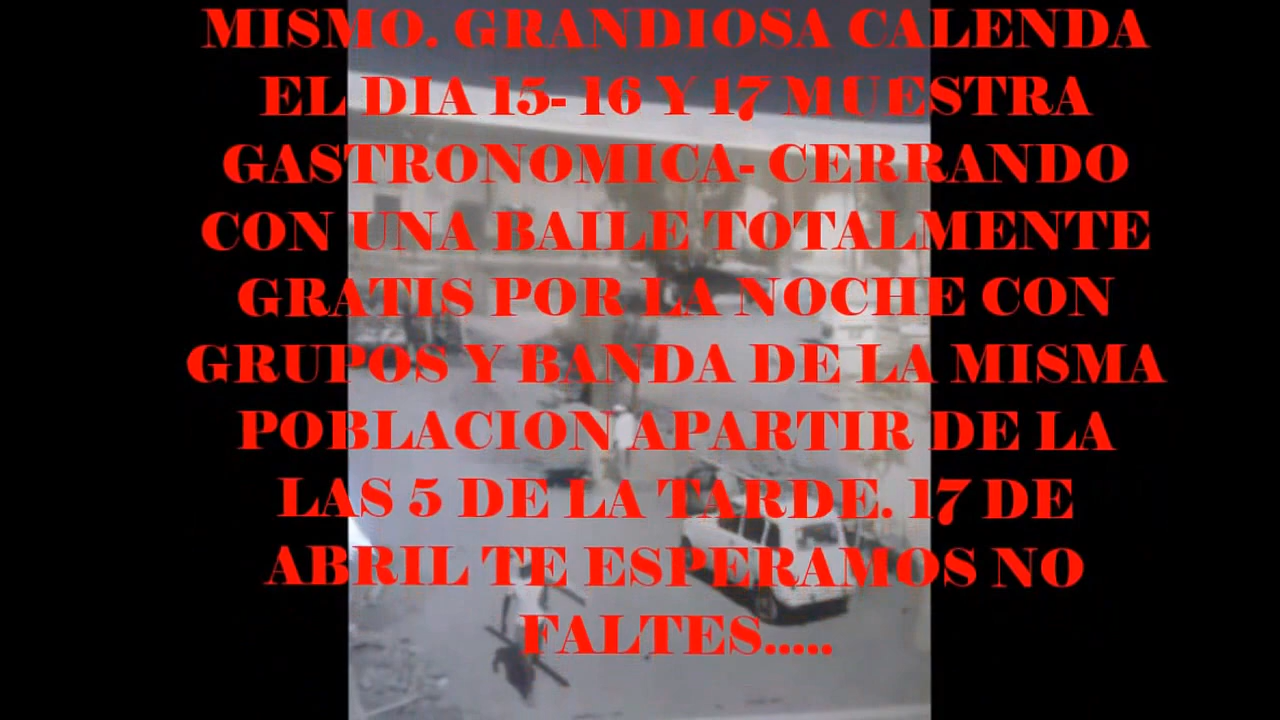 MISMO. GRANDIOSA CALENDA
EL DIA 15- 16 Y 17 MUESTRA
GASTRONOMICA- CERRANDO
CON UNA BAILE TOTALMENTE
GRATIS POR LA NOCHE CON
GRUPOS Y BANDA DE LA MISMA
POBLACION APARTIR DE LA
LAS 5 DE LA TARDE. 17 DE
ABRIL TE ESPERAMOS NO
FALTES.....